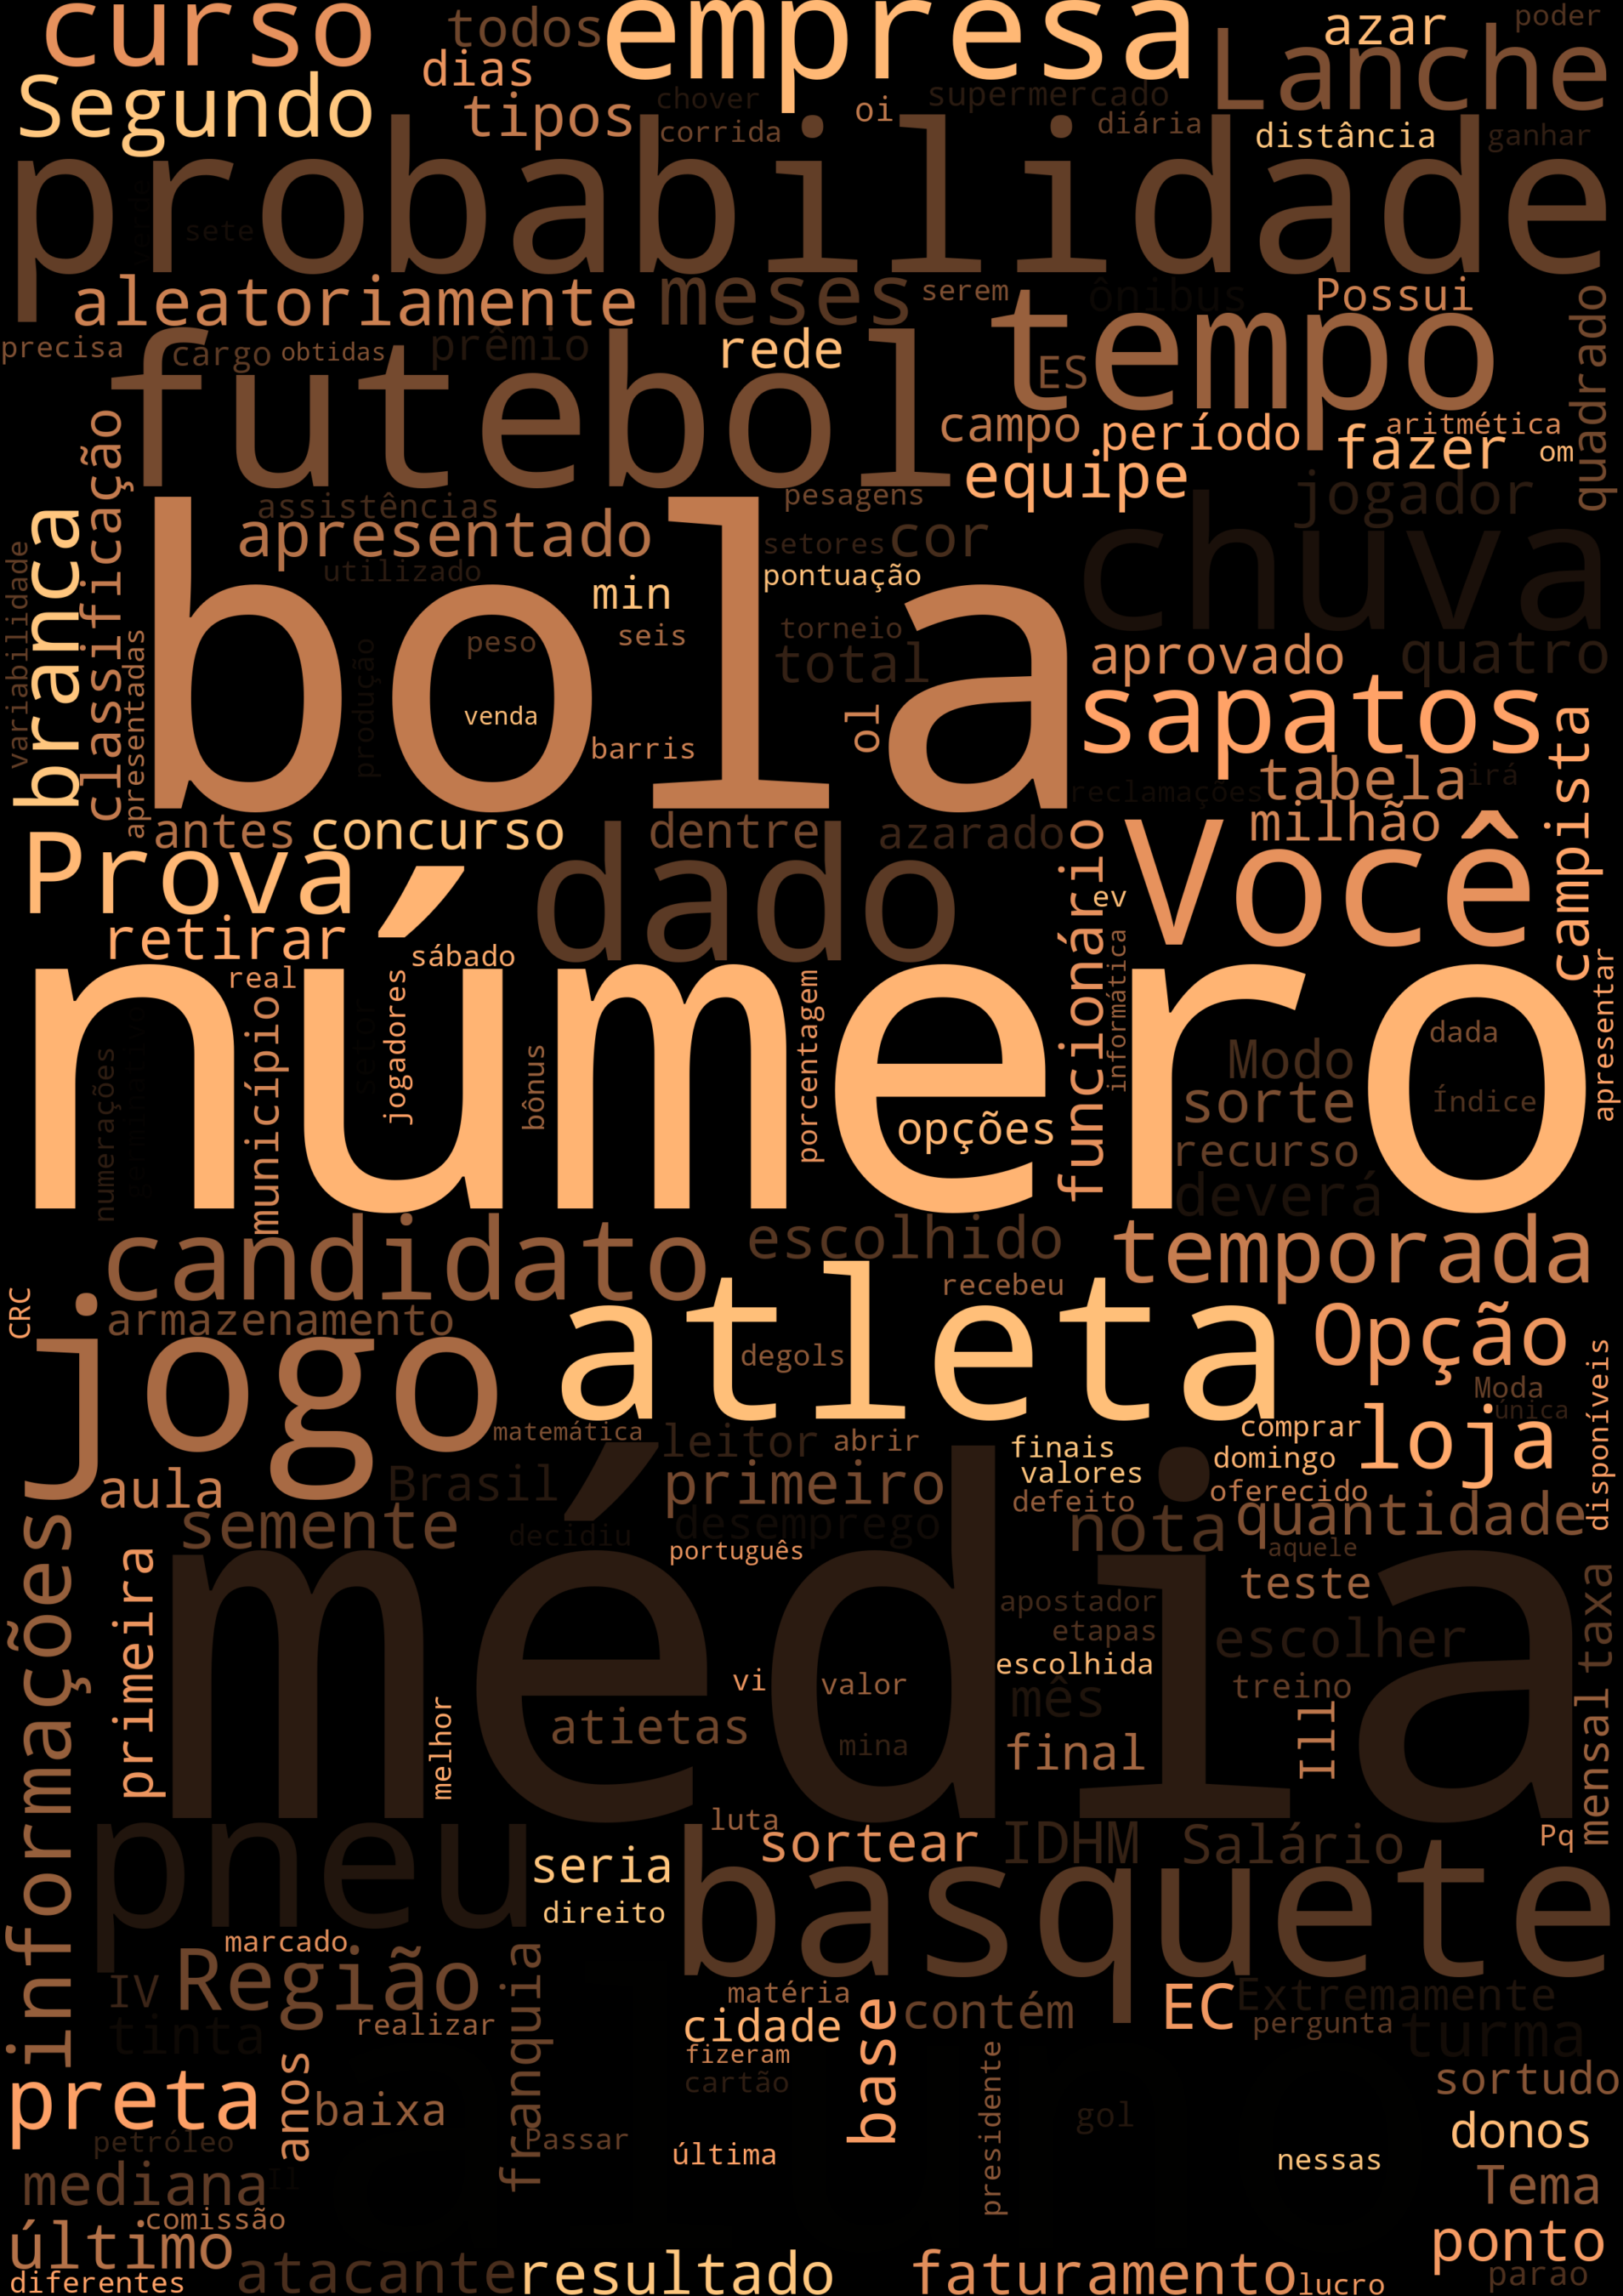 curso
todos
empresa
azar
poder
Segundo
dias
tipos
chover
corrida
oi
supermercado
diária
Lanche
distância
ganhar
probabilidade
sete
aleatoriamente
meses
serem
ônibus
Possui
quadrado
precisa
cargo
obtidas
prêmio
rede
tempo
ES
futebol
campo
período
aritmética
fazer
om
equipe
classificação
branca
variabilidade
assistências
pesagens
jogador
apresentado
setores
cor
chuva
utilizado
min
pontuação
bola
apresentadas
produção
peso
seis
torneio
total
aprovado
quatro
venda
ol
sapatos
barris
campista
reclamações
tabela
irá
antes
concurso
dentre
azarado
milhão
Prova
dado
funcionário
ev
Você
retirar
sábado
informática
apresentar
real
município
número
jogadores
bônus
porcentagem
opções
numerações
setor
Modo
dada
sorte
Índice
recurso
deverá
candidato
escolhido
temporada
CRC
armazenamento
recebeu
jogo
atleta
degols
Opção
disponíveis
Moda
única
matemática
leitor
abrir
finais
comprar
loja
valores
domingo
aula
Brasil
primeiro
defeito
oferecido
semente
decidiu
desemprego
nota
quantidade
português
aquele
informações
primeira
média
teste
apostador
etapas
escolher
taxa
mensal
vi
valor
escolhida
treino
melhor
atietas
mina
mês
final
Ill
pneu
luta
sortear
IDHM
Salário
Pq
seria
basquete
direito
marcado
franquia
IV
Região
matéria
base
contém
EC
Extremamente
tinta
realizar
cidade
pergunta
turma
fizeram
presidente
preta
anos
baixa
cartão
gol
sortudo
petróleo
Passar
última
nessas
donos
mediana
Il
Tema
comissão
último
ponto
diferentes
atacante
resultado
faturamento
lucro
parao